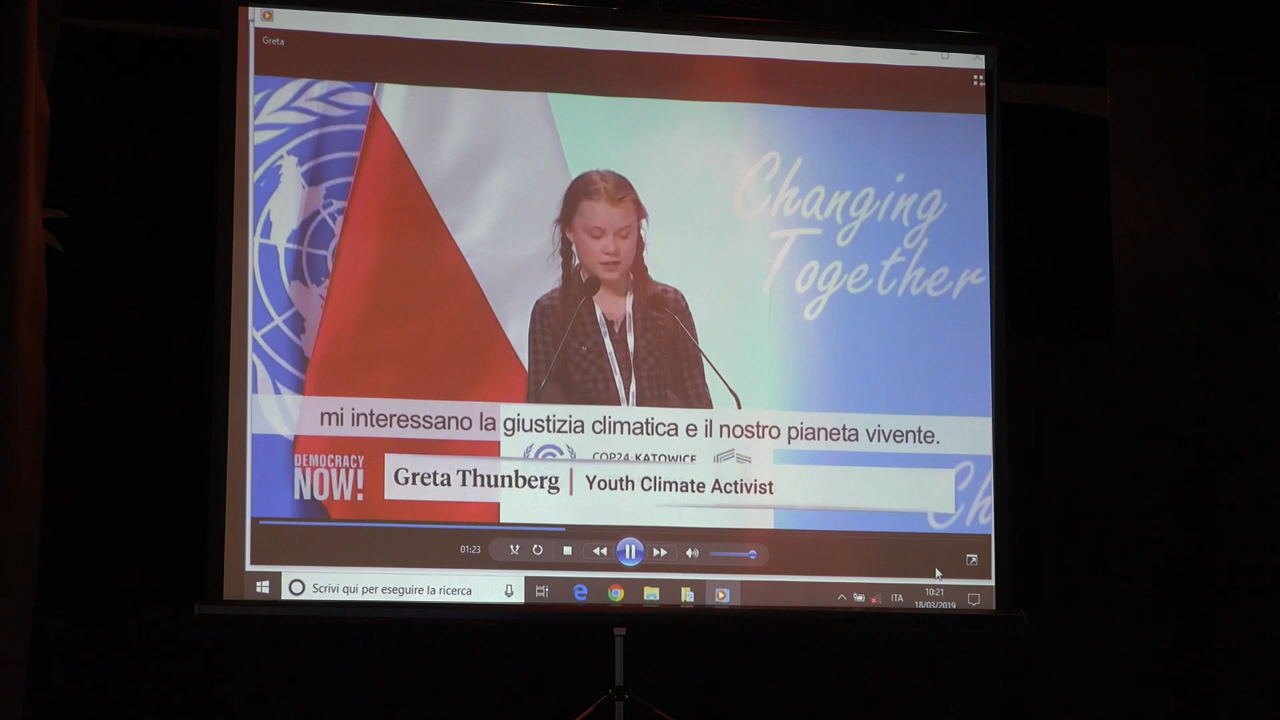 Greta
Changing
Together
mi interessano la giustizia climatica e il nostro pianeta vivente.
COP24·KATOWICE
DEMOCRACY
NOW!
Greta Thunberg | Youth Climate Activist
Ch
01:23
Scrivi qui per eseguire la ricerca
ITA
10:21
18/03/2019